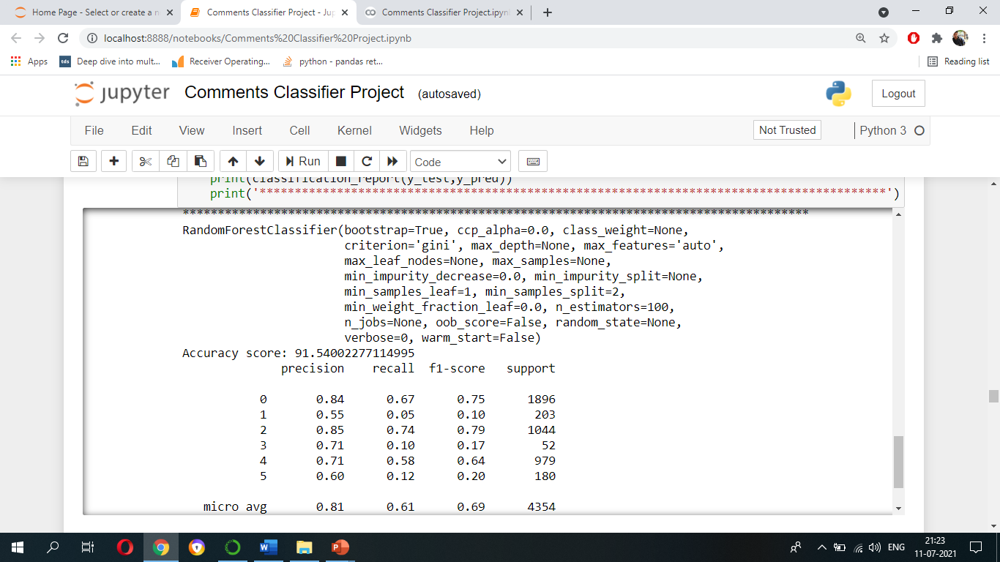 Home Page - Select or create a n
Comments Classifier Project - Jup
Comments Classifier Project.ipyn
localhost:8888/notebooks/Comments%20Classifier%20Project.ipynb
Apps
tds Deep dive into mult...
Receiver Operating...
python - pandas ret...
Reading list
jupyter Comments Classifier Project (autosaved)
Logout
File Edit View Insert Cell Kernel Widgets Help
Not Trusted
Python 3
Run
Code
print(classification_report(y_test,y_pred))
print('*****************************************************************************************')
*****************************************************************************************
RandomForestClassifier(bootstrap=True, ccp_alpha=0.0, class_weight=None,
criterion='gini', max_depth=None, max_features='auto',
max_leaf_nodes=None, max_samples=None,
min_impurity_decrease=0.0, min_impurity_split=None,
min_samples_leaf=1, min_samples_split=2,
min_weight_fraction_leaf=0.0, n_estimators=100,
n_jobs=None, oob_score=False, random_state=None,
verbose=0, warm_start=False)
Accuracy score: 91.54002277114995
precision recall f1-score support
0 0.84 0.67 0.75 1896
1 0.55 0.05 0.10 203
2 0.85 0.74 0.79 1044
3 0.71 0.10 0.17 52
4 0.71 0.58 0.64 979
5 0.60 0.12 0.20 180
micro avg 0.81 0.61 0.69 4354
ENG
21:23
11-07-2021